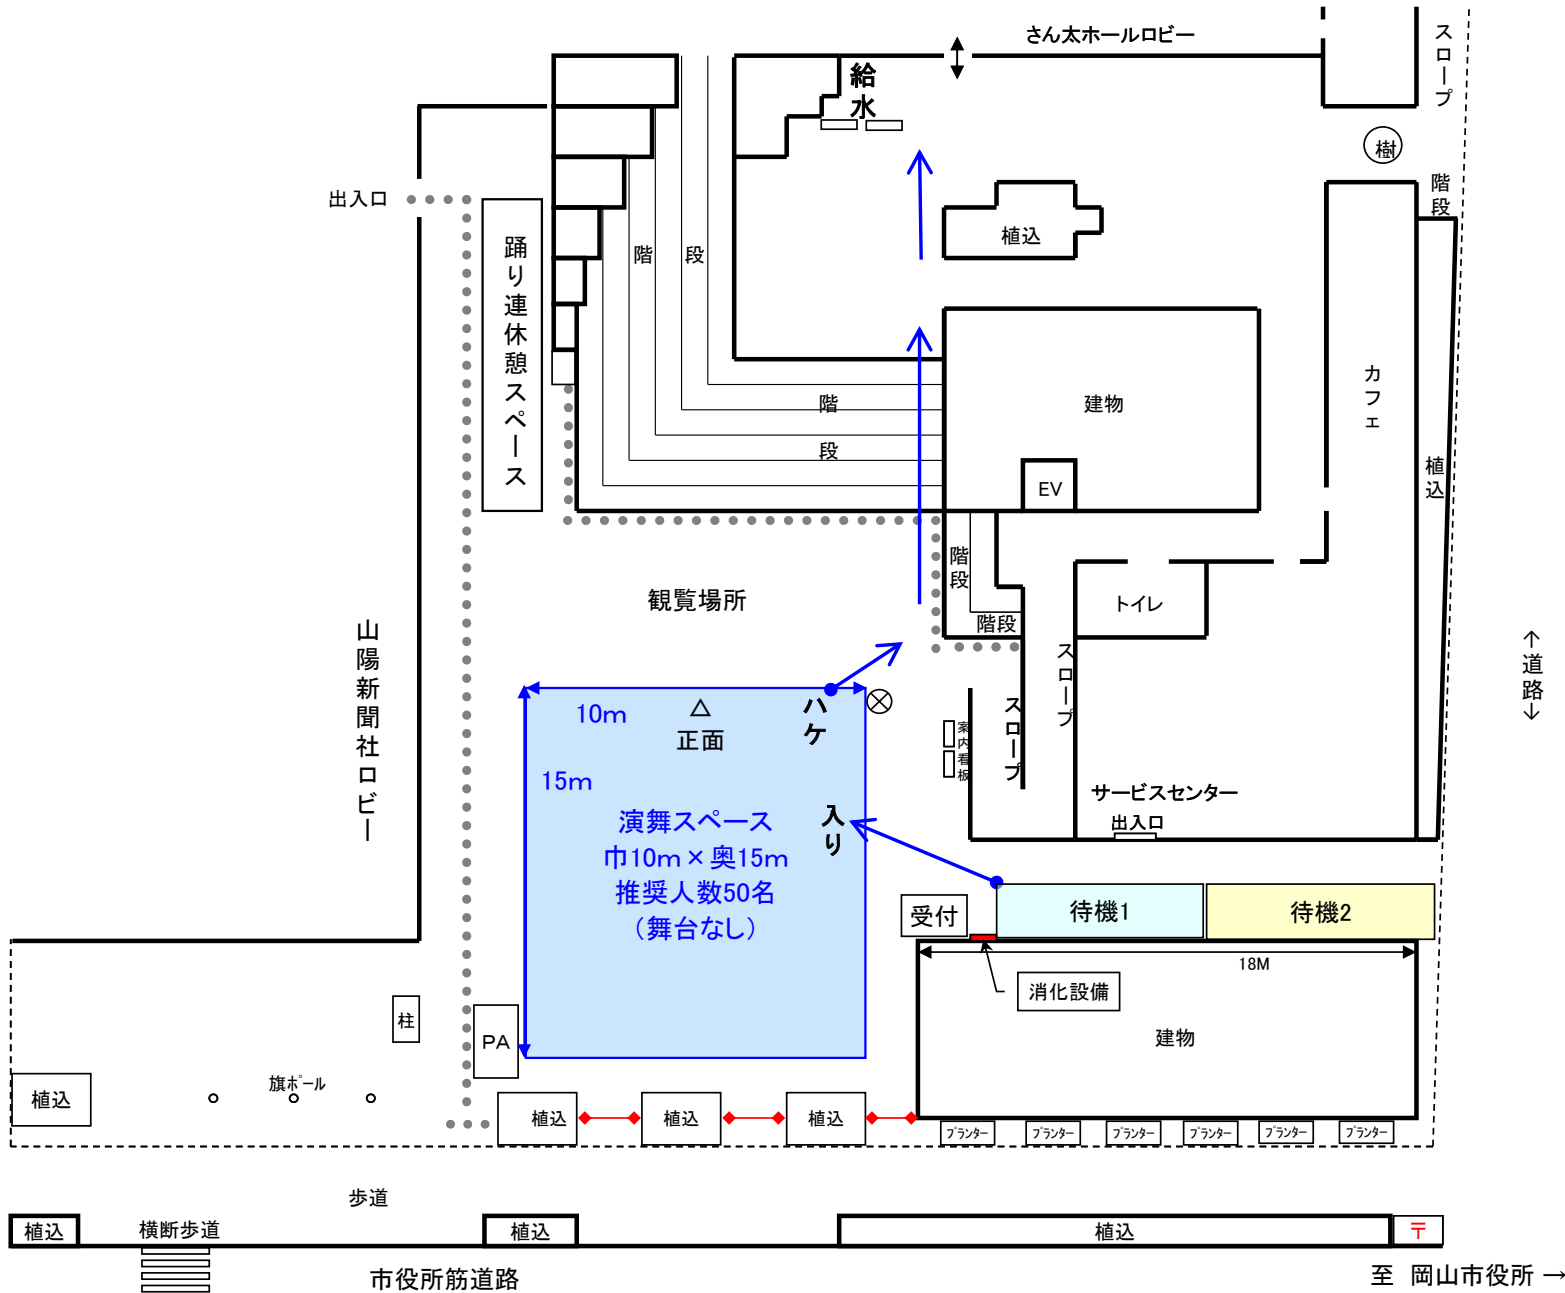 さん太ホールロビー
スロープ
給水
樹
出入口
階段
踊り連休憩スペース
階
段
植込
階
段
建物
カフェ
植込
EV
階段
階段
トイレ
観覧場所
山陽新聞社ロビー
スロープ
スロープ
↑道路↓
案内看板
10m
△
正面
ハケ
15m
演舞スペース
巾10m×奥15m
推奨人数50名
（舞台なし）
入り
サービスセンター
出入口
受付
待機1
待機2
18M
消化設備
建物
柱
PA
植込
旗ポール
植込
植込
植込
プランター
プランター
プランター
プランター
プランター
プランター
歩道
植込
横断歩道
植込
植込
〒
市役所筋道路
至 岡山市役所→